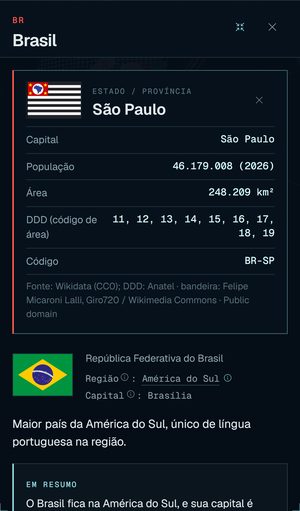 BR
Brasil
ESTADO / PROVÍNCIA
São Paulo
Capital São Paulo
População 46.179.008 (2026)
Área 248.209 km²
DDD (código de área) 11, 12, 13, 14, 15, 16, 17, 18, 19
Código BR-SP
Fonte: Wikidata (CC0); DDD: Anatel · bandeira: Felipe
Micaroni Lalli, Giro720 / Wikimedia Commons · Public
domain
República Federativa do Brasil
Região ⓘ : América do Sul ⓘ
Capital ⓘ : Brasília
Maior país da América do Sul, único de língua
portuguesa na região.
EM RESUMO
O Brasil fica na América do Sul, e sua capital é